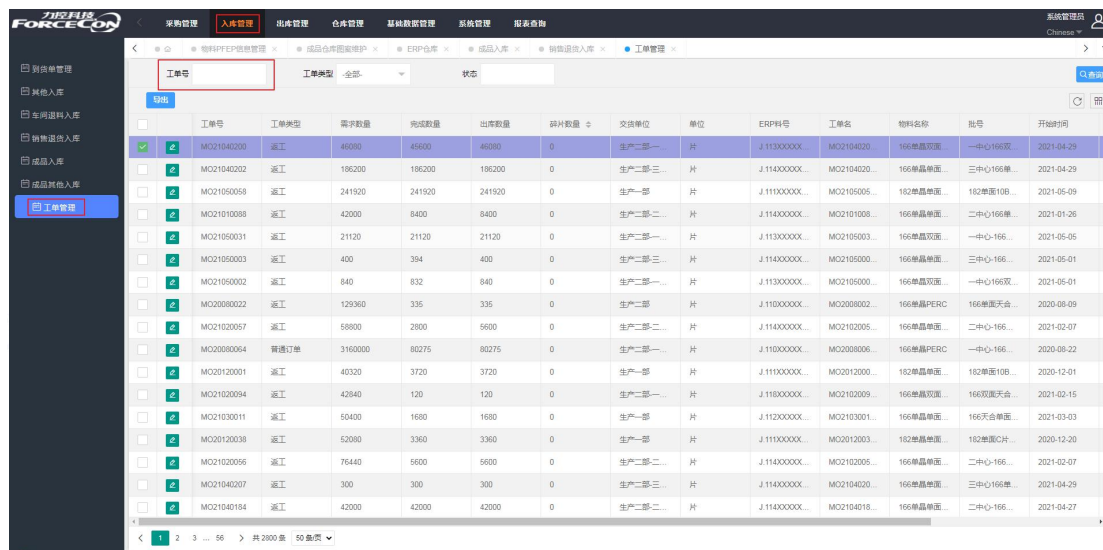 力控科技
FORCECON
采购管理 入库管理 出库管理 仓库管理 基础数据管理 系统管理 报表查询
系统管理员
Chinese
物料PFEP信息管理 × 成品仓库图案维护 × ERP仓库 × 成品入库 × 销售退货入库 × 工单管理 ×
到货单管理
其他入库
车间退料入库
销售退货入库
成品入库
成品其他入库
工单管理
工单号 工单类型 -全部- 状态 查询
导出
工单号 工单类型 需求数量 完成数量 出库数量 碎片数量 交货单位 单位 ERP料号 工单名 物料名称 批号 开始时间
MO21040200 返工 46080 45600 46080 0 生产二部-一... 片 J.113XXXXX... MO2104020... 166单晶双面... 一中心166双... 2021-04-29
MO21040202 返工 186200 186200 186200 0 生产二部-三... 片 J.114XXXXX... MO2104020... 166单晶单面... 三中心166单... 2021-04-29
MO21050058 返工 241920 241920 241920 0 生产一部 片 J.111XXXXX... MO2105005... 182单晶单面... 182单面10B... 2021-05-09
MO21010088 返工 42000 8400 8400 0 生产二部-二... 片 J.114XXXXX... MO2101008... 166单晶单面... 二中心166单... 2021-01-26
MO21050031 返工 21120 21120 21120 0 生产二部-一... 片 J.113XXXXX... MO2105003... 166单晶双面... 一中心-166... 2021-05-05
MO21050003 返工 400 394 400 0 生产二部-三... 片 J.114XXXXX... MO2105000... 166单晶单面... 三中心-166... 2021-05-01
MO21050002 返工 840 832 840 0 生产二部-一... 片 J.113XXXXX... MO2105000... 166单晶双面... 一中心166双... 2021-05-01
MO20080022 返工 129360 335 335 0 生产二部 片 J.110XXXXX... MO2008002... 166单晶PERC 166单面天合... 2020-08-09
MO21020057 返工 58800 2800 5600 0 生产二部-二... 片 J.114XXXXX... MO2102005... 166单晶单面... 二中心-166... 2021-02-07
MO20080064 普通订单 3160000 80275 80275 0 生产二部-一... 片 J.110XXXXX... MO2008006... 166单晶PERC 一中心-166... 2020-08-22
MO20120001 返工 40320 3720 3720 0 生产一部 片 J.111XXXXX... MO2012000... 182单晶单面... 182单面10B... 2020-12-01
MO21020094 返工 42840 120 120 0 生产二部 片 J.118XXXXX... MO2102009... 166单晶双面... 166双面天合... 2021-02-15
MO21030011 返工 50400 1680 1680 0 生产一部 片 J.112XXXXX... MO2103001... 166单晶单面... 166天合单面... 2021-03-03
MO20120038 返工 52080 3360 3360 0 生产一部 片 J.111XXXXX... MO2012003... 182单晶单面... 182单面C片... 2020-12-20
MO21020056 返工 76440 5600 5600 0 生产二部-二... 片 J.114XXXXX... MO2102005... 166单晶单面... 二中心-166... 2021-02-07
MO21040207 返工 300 300 300 0 生产二部-三... 片 J.114XXXXX... MO2104020... 166单晶单面... 三中心166单... 2021-04-29
MO21040184 返工 42000 42000 42000 0 生产二部-二... 片 J.114XXXXX... MO2104018... 166单晶单面... 二中心-166... 2021-04-27
1 2 3 ... 56 共 2800 条 50 条/页